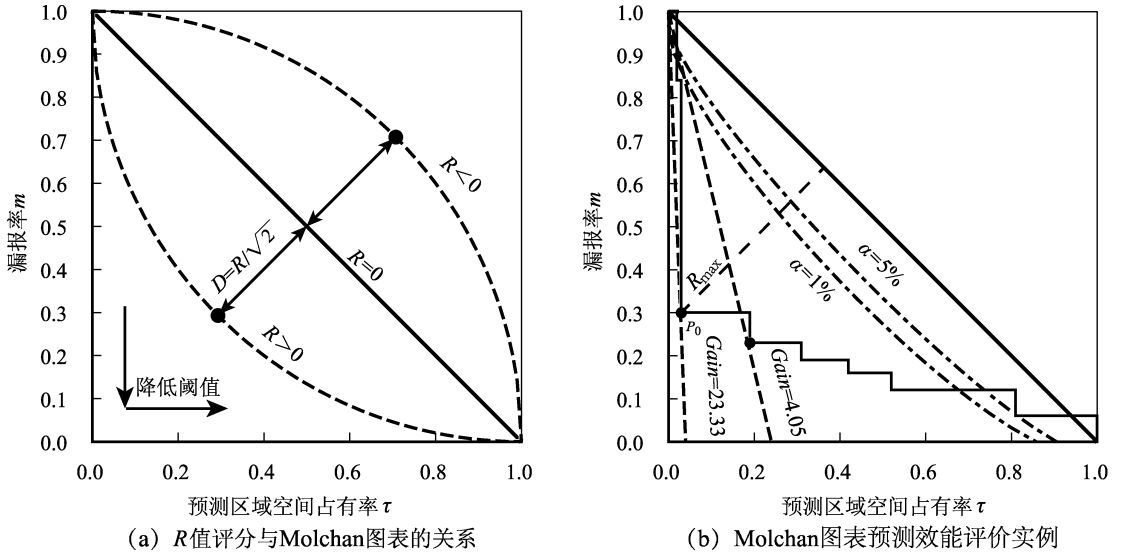 1.0
0.9
0.8
0.7
0.6
0.5
0.4
0.3
0.2
0.1
0.0
漏报率m
R<0
D=R/√2
R=0
R>0
降低阈值
0.0 0.2 0.4 0.6 0.8 1.0
预测区域空间占有率 τ
(a) R值评分与Molchan图表的关系
1.0
0.9
0.8
0.7
0.6
0.5
0.4
0.3
0.2
0.1
0.0
漏报率m
Rmax
α=5%
α=1%
P0
Gain=23.33
Gain=4.05
0.0 0.2 0.4 0.6 0.8 1.0
预测区域空间占有率 τ
(b) Molchan图表预测效能评价实例